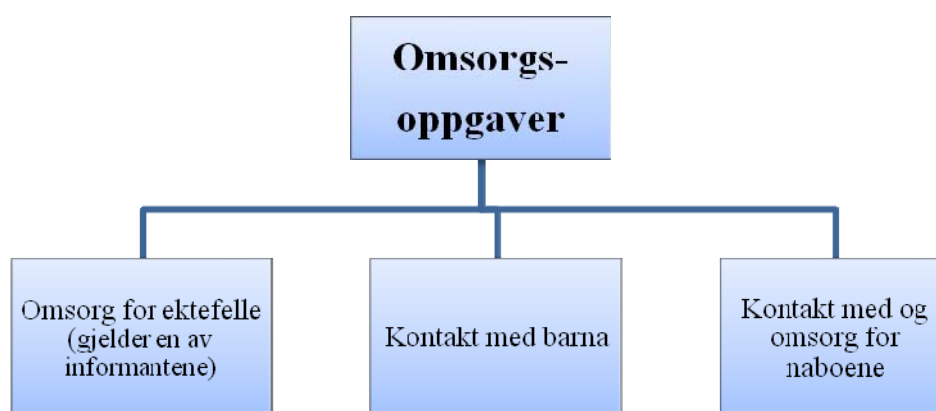 Omsorgs-
oppgaver
Omsorg for ektefelle
(gjelder en av
informantene)
Kontakt med barna
Kontakt med og
omsorg for
naboene